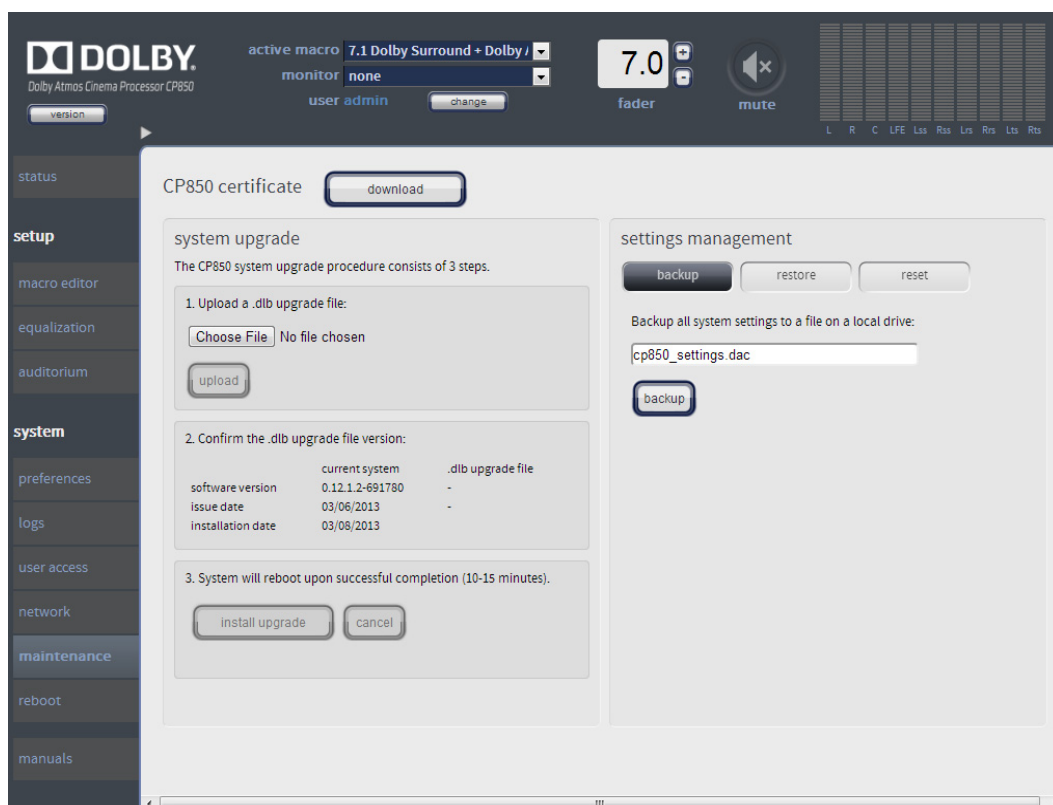 DOLBY.
Dolby Atmos Cinema Processor CP850
version
active macro 7.1 Dolby Surround + Dolby /
monitor none
user admin change
7.0
+
-
fader
mute
L R C LFE Lss Rss Lrs Rrs Lts Rts
status
setup
macro editor
equalization
auditorium
system
preferences
logs
user access
network
maintenance
reboot
manuals
CP850 certificate download
system upgrade
The CP850 system upgrade procedure consists of 3 steps.
1. Upload a .dlb upgrade file:
Choose File No file chosen
upload
2. Confirm the .dlb upgrade file version:
current system .dlb upgrade file
software version 0.12.1.2-691780 -
issue date 03/06/2013 -
installation date 03/08/2013
3. System will reboot upon successful completion (10-15 minutes).
install upgrade cancel
settings management
backup restore reset
Backup all system settings to a file on a local drive:
cp850_settings.dac
backup